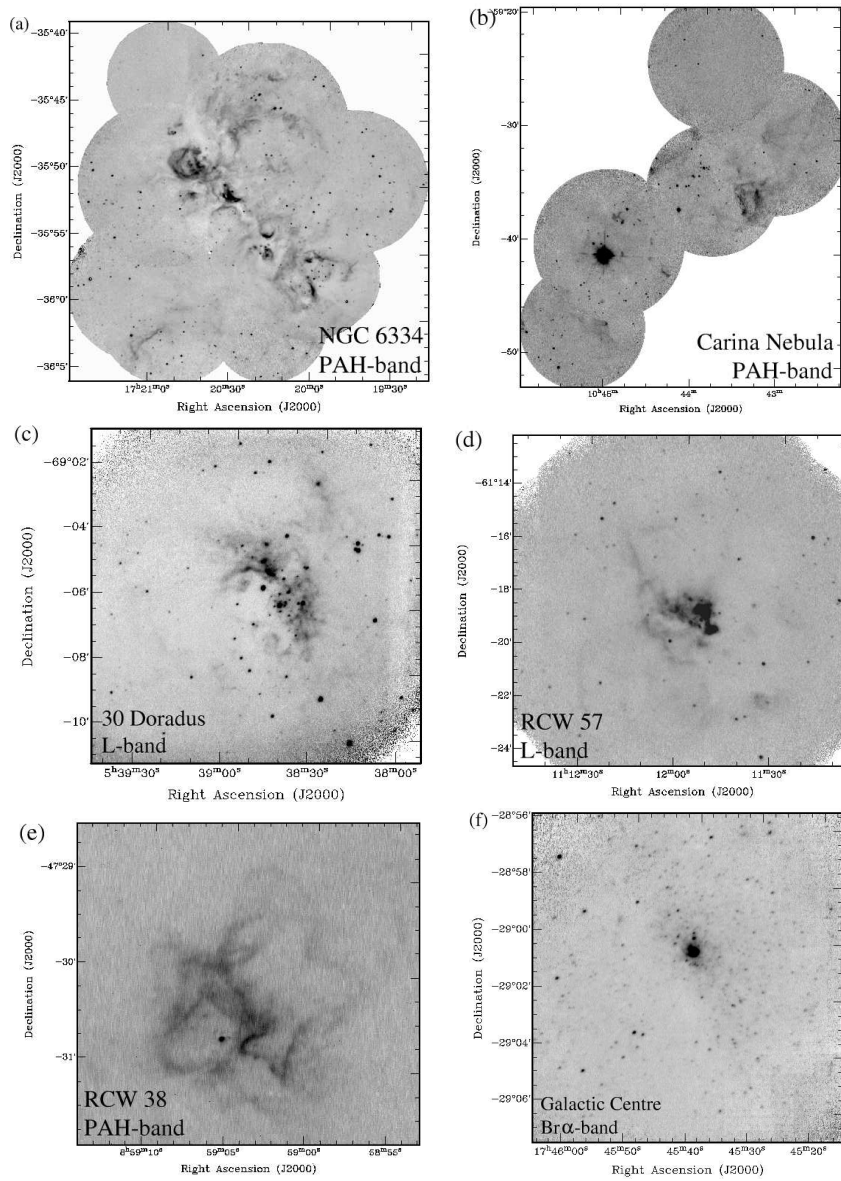 (a)
−35°40′
−35°45′
−35°50′
−35°55′
−36°0′
−36°5′
Declination (J2000)
NGC 6334
PAH-band
17ʰ21ᵐ0ˢ
20ᵐ30ˢ
20ᵐ0ˢ
19ᵐ30ˢ
Right Ascension (J2000)
(b)
−59°20′
−30′
−40′
−50′
Declination (J2000)
Carina Nebula
PAH-band
10ʰ45ᵐ
44ᵐ
43ᵐ
Right Ascension (J2000)
(c)
−69°02′
−04′
−06′
−08′
−10′
Declination (J2000)
30 Doradus
L-band
5ʰ39ᵐ30ˢ
39ᵐ00ˢ
38ᵐ30ˢ
38ᵐ00ˢ
Right Ascension (J2000)
(d)
−61°14′
−16′
−18′
−20′
−22′
−24′
Declination (J2000)
RCW 57
L-band
11ʰ12ᵐ30ˢ
12ᵐ00ˢ
11ᵐ30ˢ
Right Ascension (J2000)
(e)
−47°29′
−30′
−31′
Declination (J2000)
RCW 38
PAH-band
8ʰ59ᵐ10ˢ
59ᵐ05ˢ
59ᵐ00ˢ
58ᵐ55ˢ
Right Ascension (J2000)
(f)
−28°56′
−28°58′
−29°00′
−29°02′
−29°04′
−29°06′
Declination (J2000)
Galactic Centre
Brα-band
17ʰ46ᵐ00ˢ
45ᵐ50ˢ
45ᵐ40ˢ
45ᵐ30ˢ
45ᵐ20ˢ
Right Ascension (J2000)